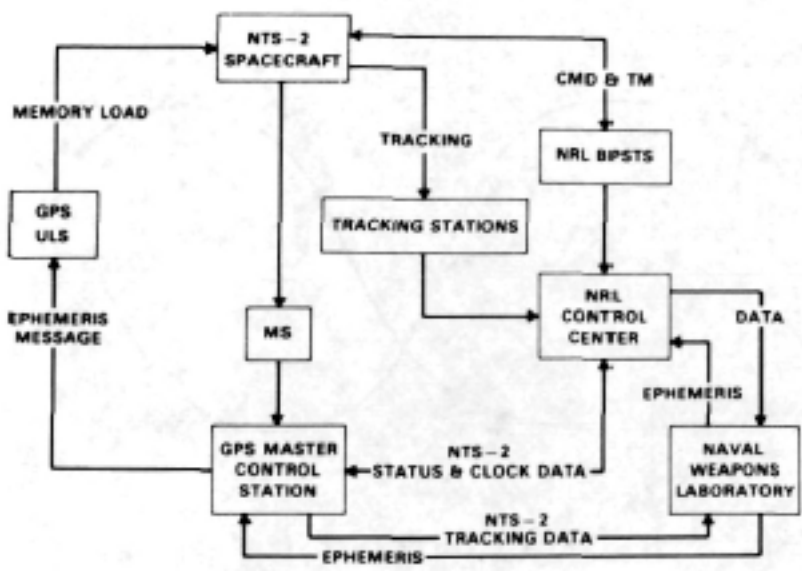 NTS-2
SPACECRAFT
CMD & TM
MEMORY LOAD
TRACKING
NRL BIPSTS
GPS
ULS
TRACKING STATIONS
EPHEMERIS
MESSAGE
MS
NRL
CONTROL
CENTER
DATA
EPHEMERIS
GPS MASTER
CONTROL
STATION
NTS-2
STATUS & CLOCK DATA
NAVAL
WEAPONS
LABORATORY
NTS-2
TRACKING DATA
EPHEMERIS